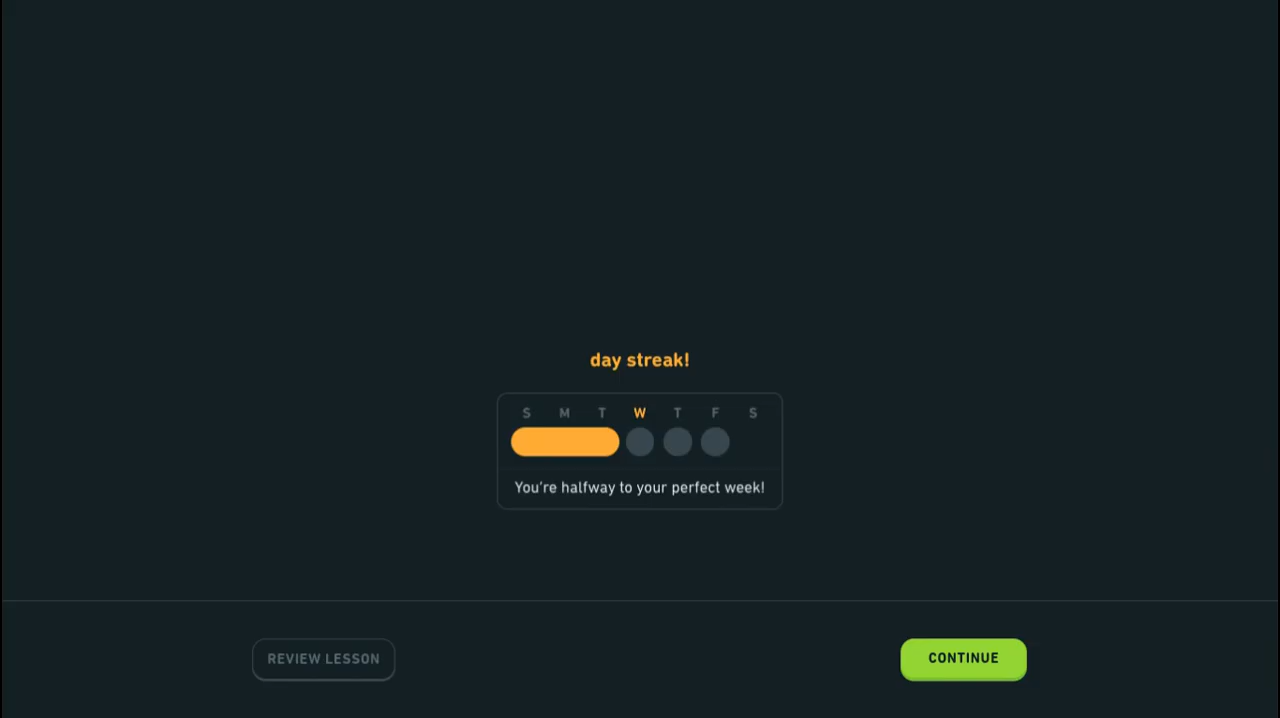 day streak!
S M T W T F S
You're halfway to your perfect week!
REVIEW LESSON
CONTINUE